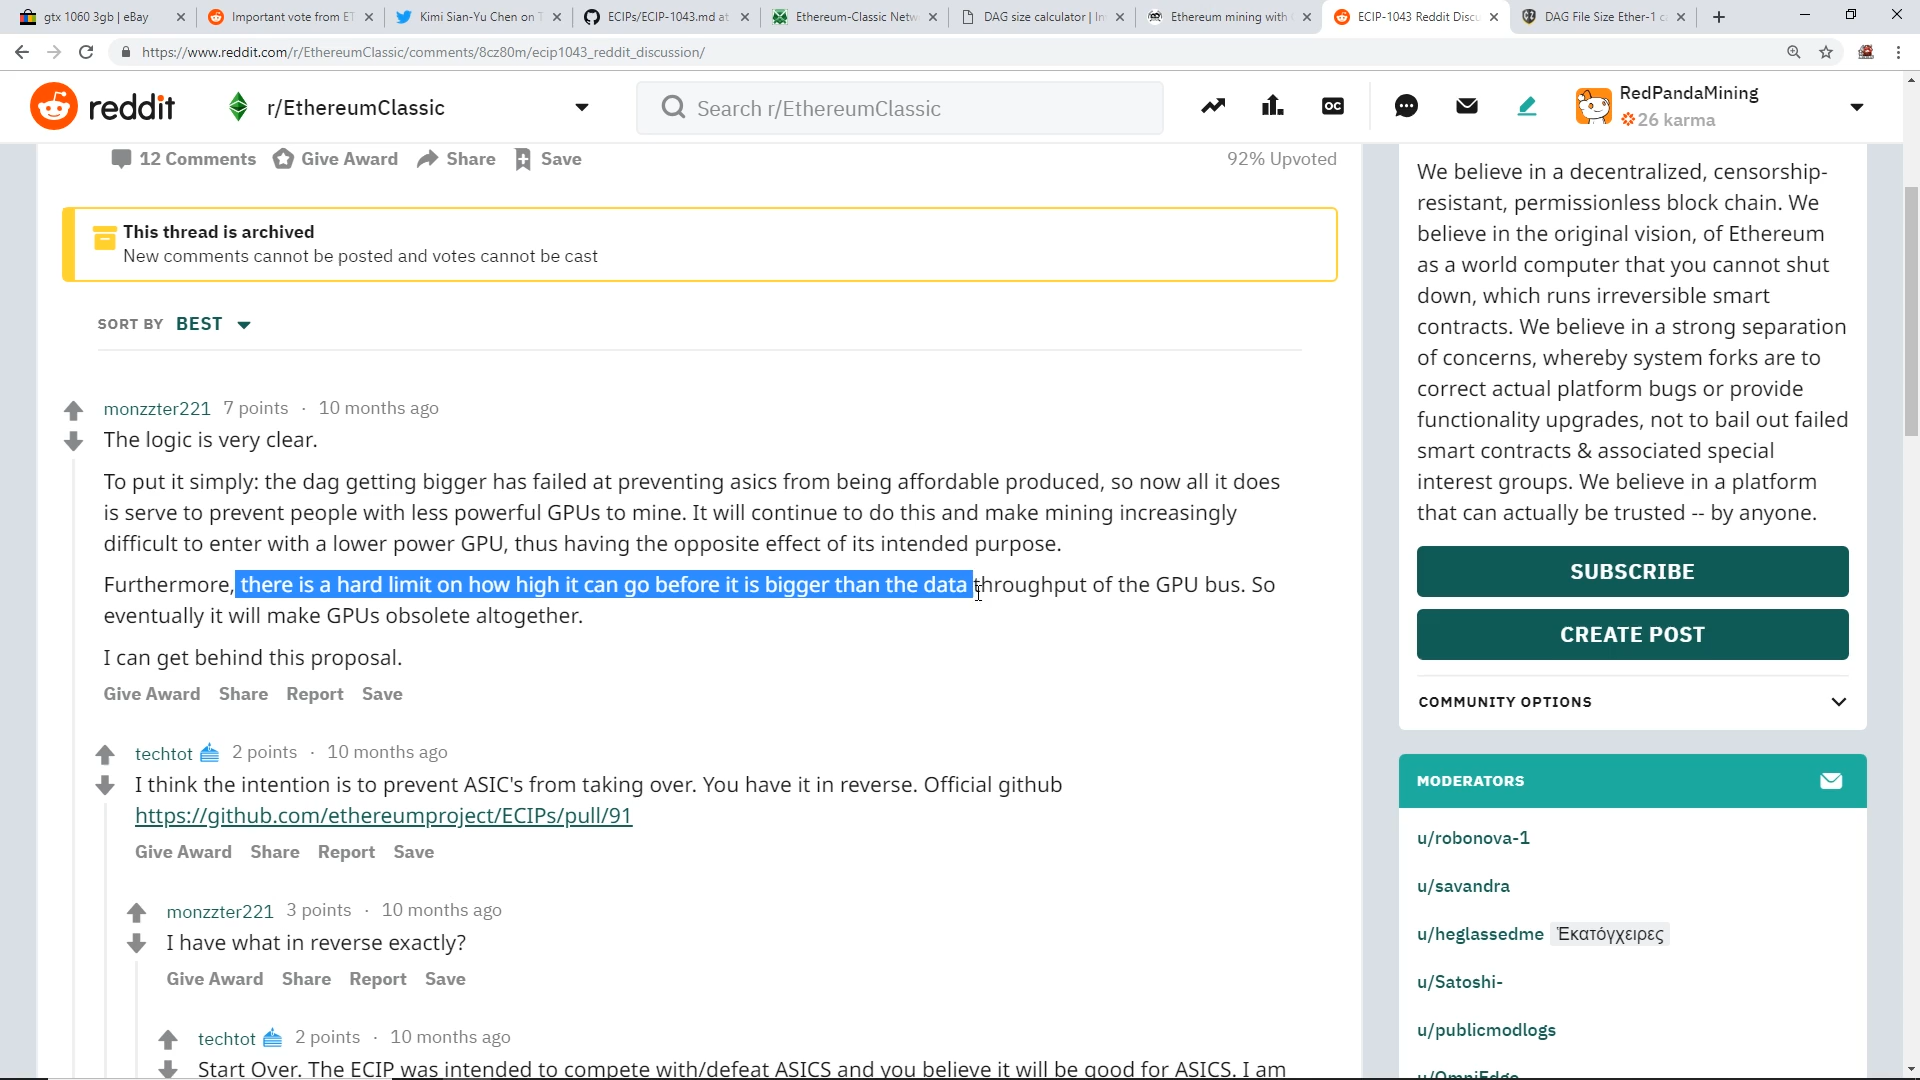 gtx 1060 3gb | eBay
Important vote from ET
Kimi Sian-Yu Chen on T
ECIPs/ECIP-1043.md at
Ethereum-Classic Netw
DAG size calculator | In
Ethereum mining with
ECIP-1043 Reddit Discu
DAG File Size Ether-1 c
https://www.reddit.com/r/EthereumClassic/comments/8cz80m/ecip1043_reddit_discussion/
reddit
r/EthereumClassic
Search r/EthereumClassic
OC
RedPandaMining
26 karma
12 Comments Give Award Share Save
92% Upvoted
This thread is archived
New comments cannot be posted and votes cannot be cast
SORT BY BEST
monzzter221 7 points · 10 months ago
The logic is very clear.
To put it simply: the dag getting bigger has failed at preventing asics from being affordable produced, so now all it does
is serve to prevent people with less powerful GPUs to mine. It will continue to do this and make mining increasingly
difficult to enter with a lower power GPU, thus having the opposite effect of its intended purpose.
Furthermore, there is a hard limit on how high it can go before it is bigger than the data throughput of the GPU bus. So
eventually it will make GPUs obsolete altogether.
I can get behind this proposal.
Give Award Share Report Save
techtot 2 points · 10 months ago
I think the intention is to prevent ASIC's from taking over. You have it in reverse. Official github
https://github.com/ethereumproject/ECIPs/pull/91
Give Award Share Report Save
monzzter221 3 points · 10 months ago
I have what in reverse exactly?
Give Award Share Report Save
techtot 2 points · 10 months ago
Start Over. The ECIP was intended to compete with/defeat ASICS and you believe it will be good for ASICS. I am
We believe in a decentralized, censorship-
resistant, permissionless block chain. We
believe in the original vision, of Ethereum
as a world computer that you cannot shut
down, which runs irreversible smart
contracts. We believe in a strong separation
of concerns, whereby system forks are to
correct actual platform bugs or provide
functionality upgrades, not to bail out failed
smart contracts & associated special
interest groups. We believe in a platform
that can actually be trusted -- by anyone.
SUBSCRIBE
CREATE POST
COMMUNITY OPTIONS
MODERATORS
u/robonova-1
u/savandra
u/heglassedme Ἑκατόγχειρες
u/Satoshi-
u/publicmodlogs
u/OmniEdge